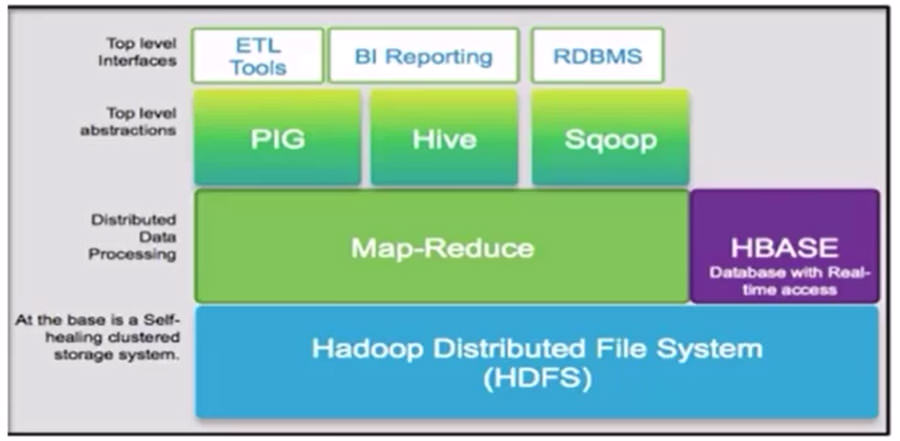 Top level
Interfaces
ETL
Tools
BI Reporting
RDBMS
Top level
abstractions
PIG
Hive
Sqoop
Distributed
Data
Processing
Map-Reduce
HBASE
Database with Real-
time access
At the base is a Self-
healing clustered
storage system.
Hadoop Distributed File System
(HDFS)